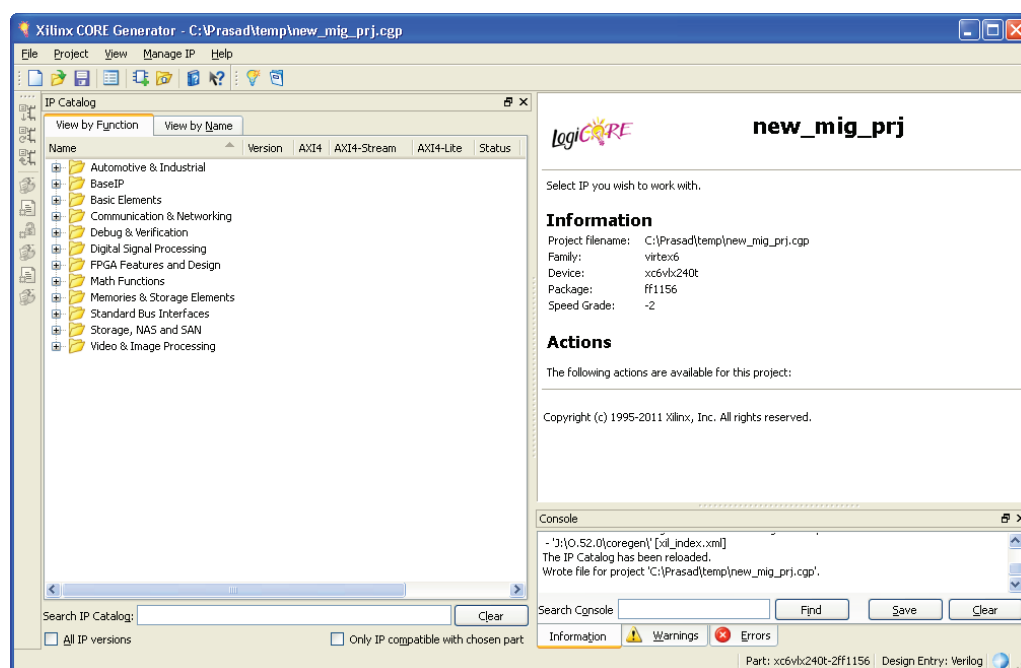 Xilinx CORE Generator - C:\Prasad\temp\new_mig_prj.cgp
File Project View Manage IP Help
IP Catalog
View by Function View by Name
Name Version AXI4 AXI4-Stream AXI4-Lite Status
Automotive & Industrial
BaseIP
Basic Elements
Communication & Networking
Debug & Verification
Digital Signal Processing
FPGA Features and Design
Math Functions
Memories & Storage Elements
Standard Bus Interfaces
Storage, NAS and SAN
Video & Image Processing
Search IP Catalog: Clear
All IP versions Only IP compatible with chosen part
logiCORE new_mig_prj
Select IP you wish to work with.
Information
Project filename: C:\Prasad\temp\new_mig_prj.cgp
Family: virtex6
Device: xc6vlx240t
Package: ff1156
Speed Grade: -2
Actions
The following actions are available for this project:
Copyright (c) 1995-2011 Xilinx, Inc. All rights reserved.
Console
- 'J:\O.52.0\coregen\' [xil_index.xml]
The IP Catalog has been reloaded.
Wrote file for project 'C:\Prasad\temp\new_mig_prj.cgp'.
Search Console Find Save Clear
Information Warnings Errors
Part: xc6vlx240t-2ff1156 Design Entry: Verilog